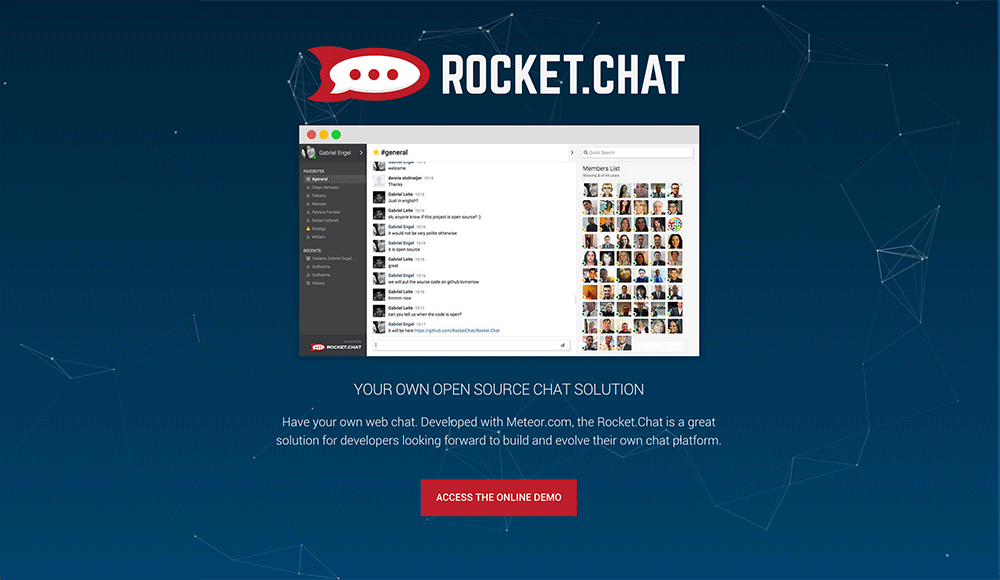 ROCKET.CHAT
Gabriel Engel
#general
Quick Search
FAVORITES
#general
Diego Sampaio
Fabiano
Marcelo
Patricia Ferreira
Rafael Caferati
Rodrigo
William
RECENTS
Fabiano, Gabriel Engel, ...
Guilherme
Guilherme
History
powered by
ROCKET.CHAT
Gabriel Engel
welcome
dennis stolmeijer 15:15
Thanks
Gabriel Leite 15:15
Just in english?
Gabriel Leite 15:16
ok, anyone know if this project is open source? :)
Gabriel Engel 15:16
it would not be very polite otherwise
Gabriel Engel 15:16
it is open source
Gabriel Leite 15:16
great
Gabriel Engel 15:16
we will put the source code on github tomorrow
Gabriel Leite 15:16
hmmm nice
Gabriel Leite 15:17
can you tell us when the code is open?
Gabriel Engel 15:17
it will be here https://github.com/RocketChat/Rocket.Chat
Members List
YOUR OWN OPEN SOURCE CHAT SOLUTION
Have your own web chat. Developed with Meteor.com, the Rocket.Chat is a great
solution for developers looking forward to build and evolve their own chat platform.
ACCESS THE ONLINE DEMO